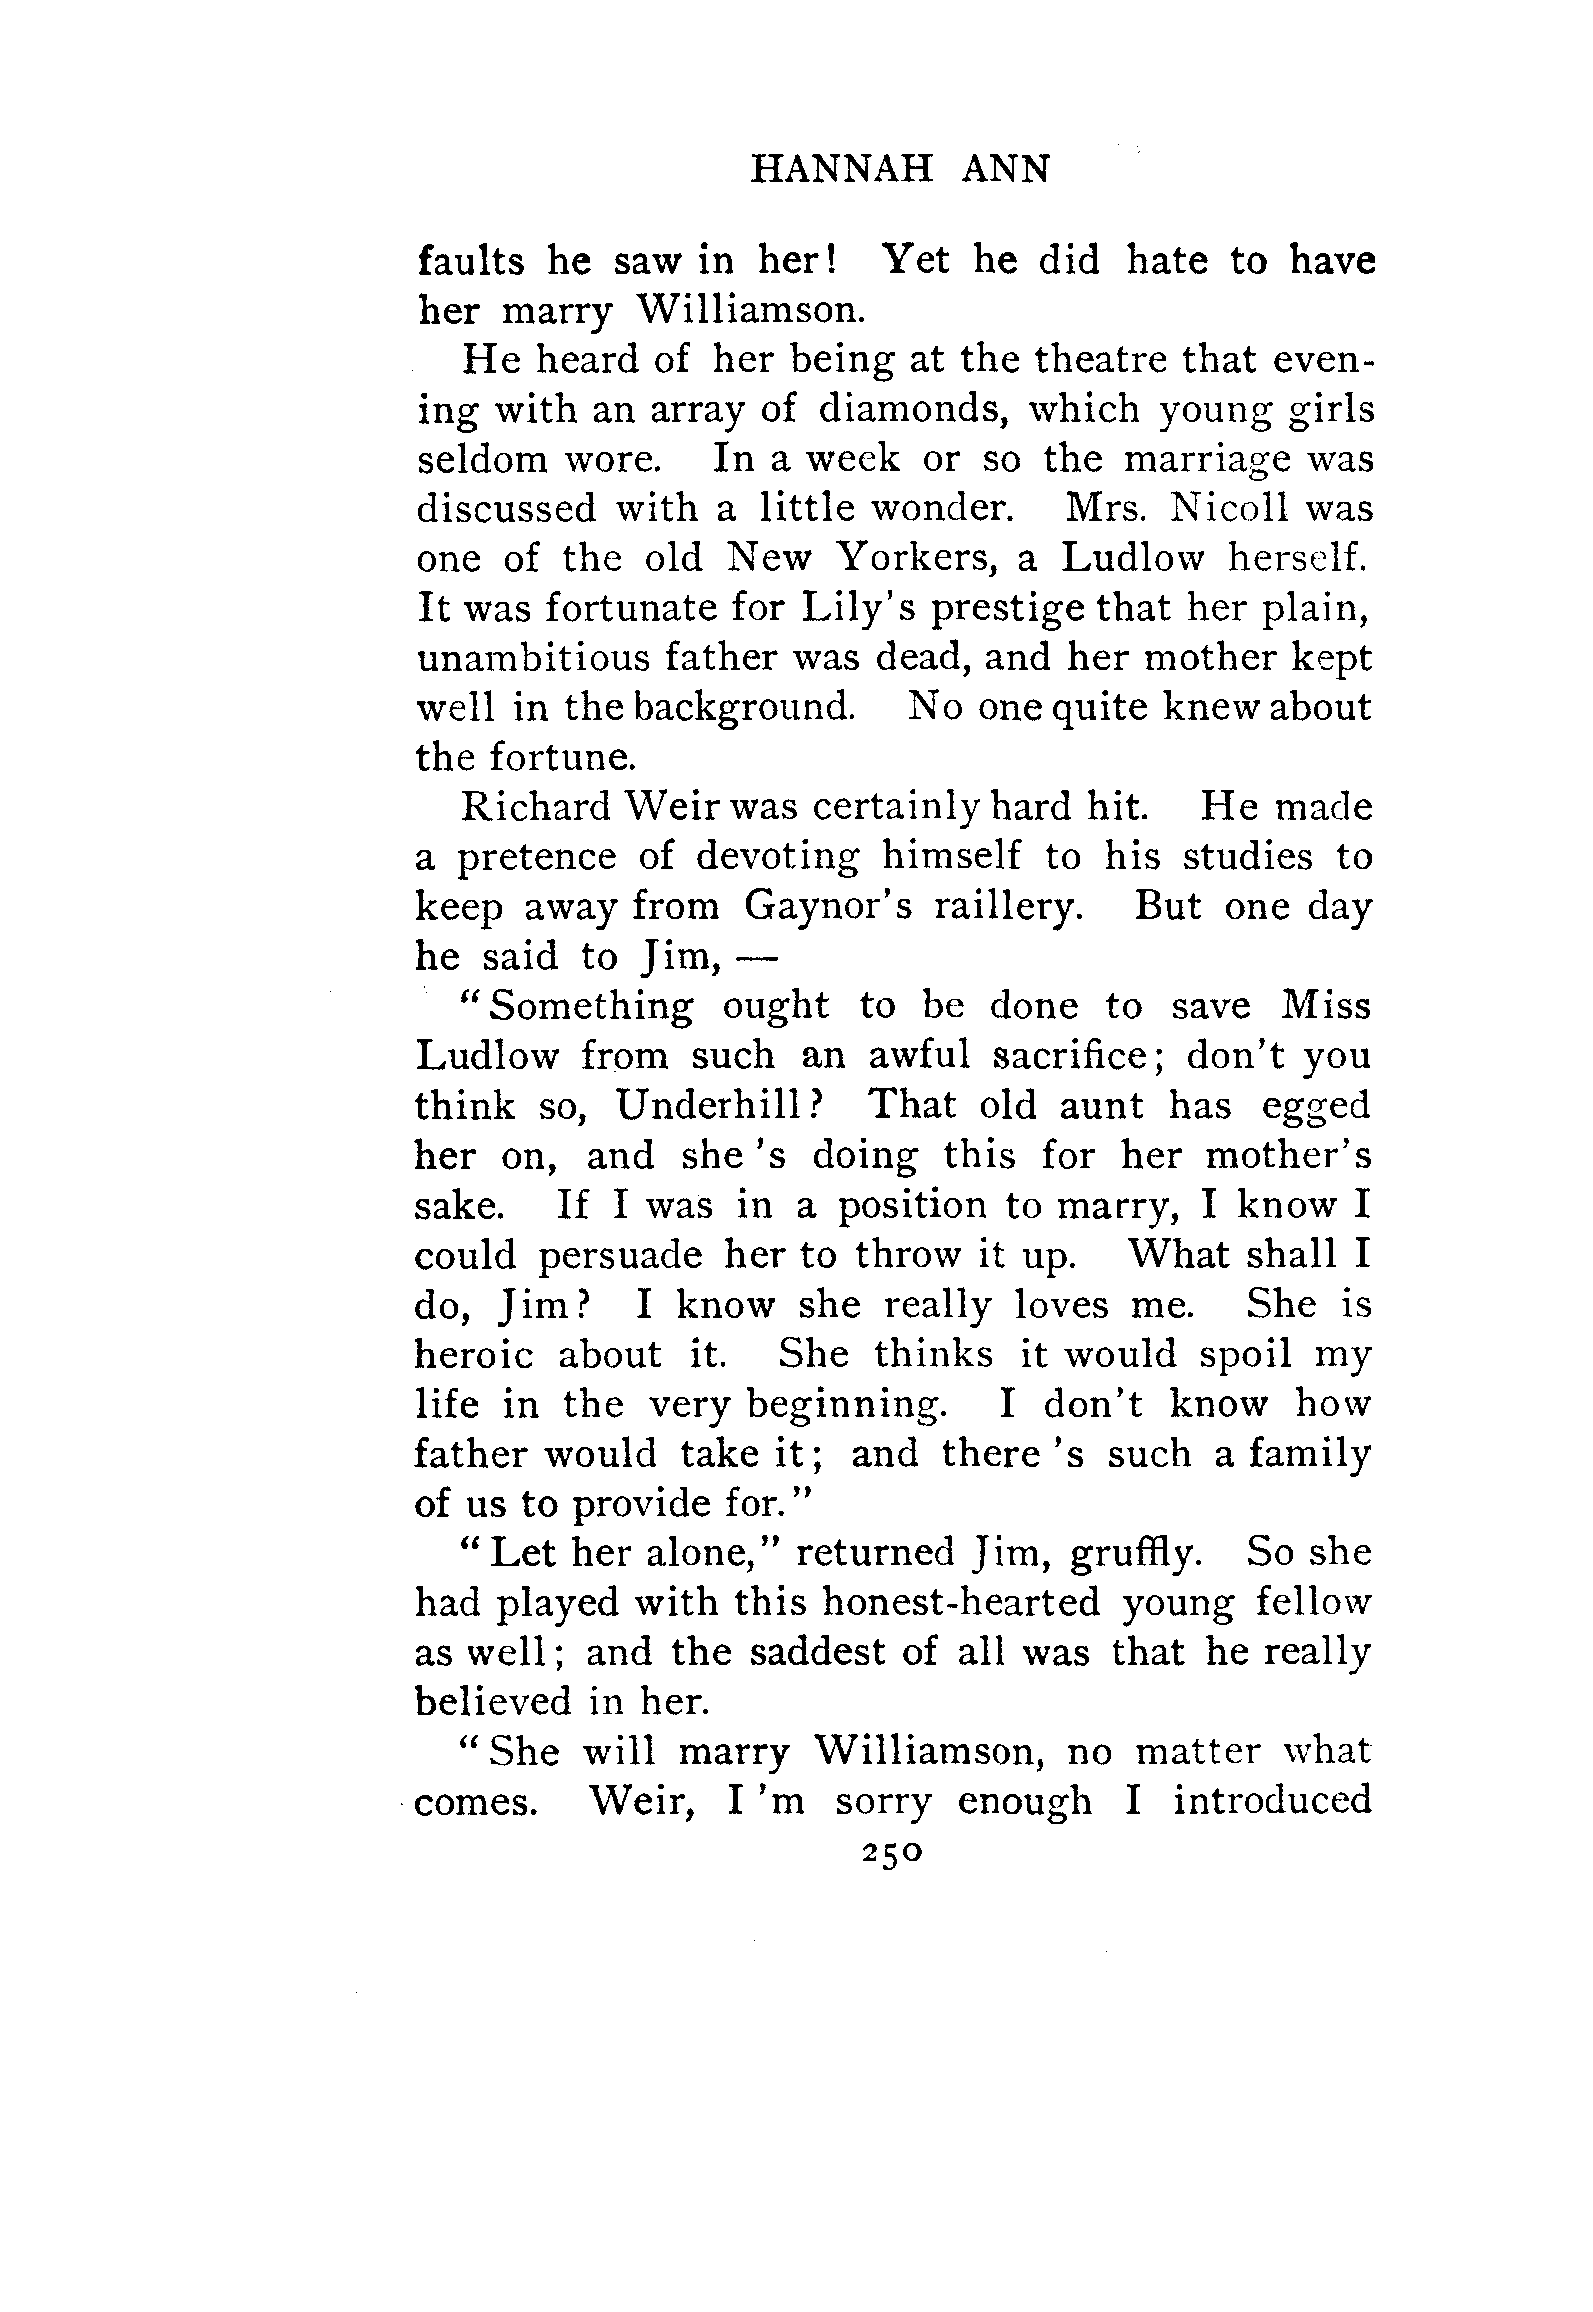 HANNAH ANN
faults he saw in her! Yet he did hate to have
her marry Williamson.
He heard of her being at the theatre that even-
ing with an array of diamonds, which young girls
seldom wore. In a week or so the marriage was
discussed with a little wonder. Mrs. Nicoll was
one of the old New Yorkers, a Ludlow herself.
It was fortunate for Lily's prestige that her plain,
unambitious father was dead, and her mother kept
well in the background. No one quite knew about
the fortune.
Richard Weir was certainly hard hit. He made
a pretence of devoting himself to his studies to
keep away from Gaynor's raillery. But one day
he said to Jim, —
"Something ought to be done to save Miss
Ludlow from such an awful sacrifice; don't you
think so, Underhill? That old aunt has egged
her on, and she 's doing this for her mother's
sake. If I was in a position to marry, I know I
could persuade her to throw it up. What shall I
do, Jim? I know she really loves me. She is
heroic about it. She thinks it would spoil my
life in the very beginning. I don't know how
father would take it; and there 's such a family
of us to provide for."
"Let her alone," returned Jim, gruffly. So she
had played with this honest-hearted young fellow
as well; and the saddest of all was that he really
believed in her.
"She will marry Williamson, no matter what
comes. Weir, I 'm sorry enough I introduced
250